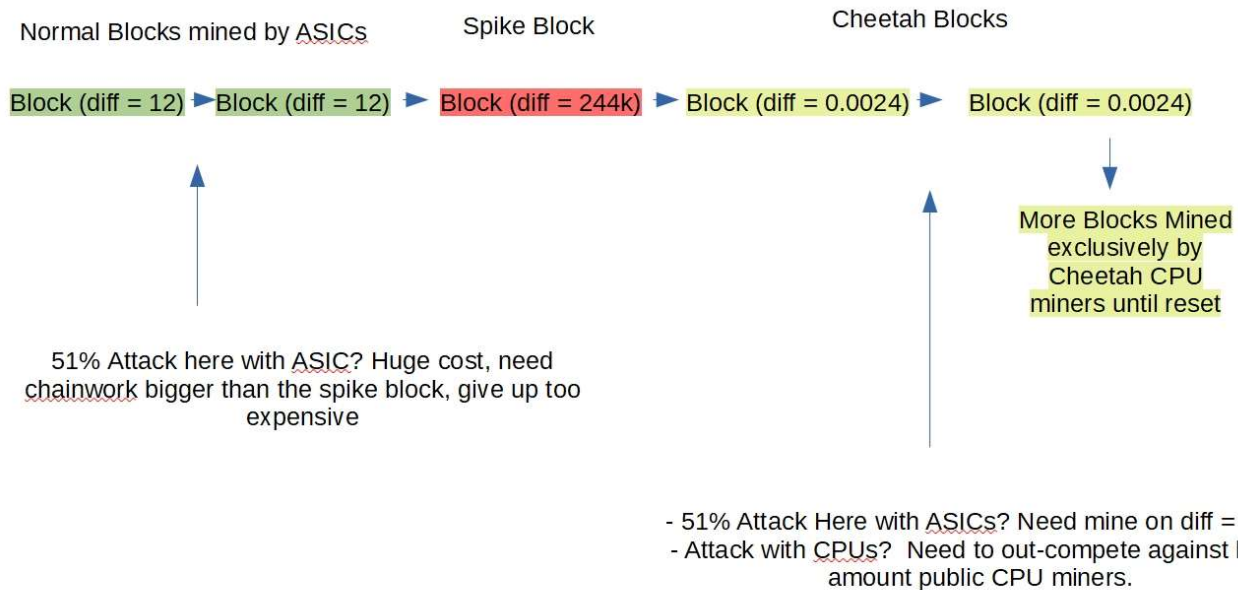 Normal Blocks mined by ASICs
Spike Block
Cheetah Blocks
Block (diff = 12)
Block (diff = 12)
Block (diff = 244k)
Block (diff = 0.0024)
Block (diff = 0.0024)
More Blocks Mined
exclusively by
Cheetah CPU
miners until reset
51% Attack here with ASIC? Huge cost, need
chainwork bigger than the spike block, give up too
expensive
- 51% Attack Here with ASICs? Need mine on diff =
- Attack with CPUs? Need to out-compete against
amount public CPU miners.